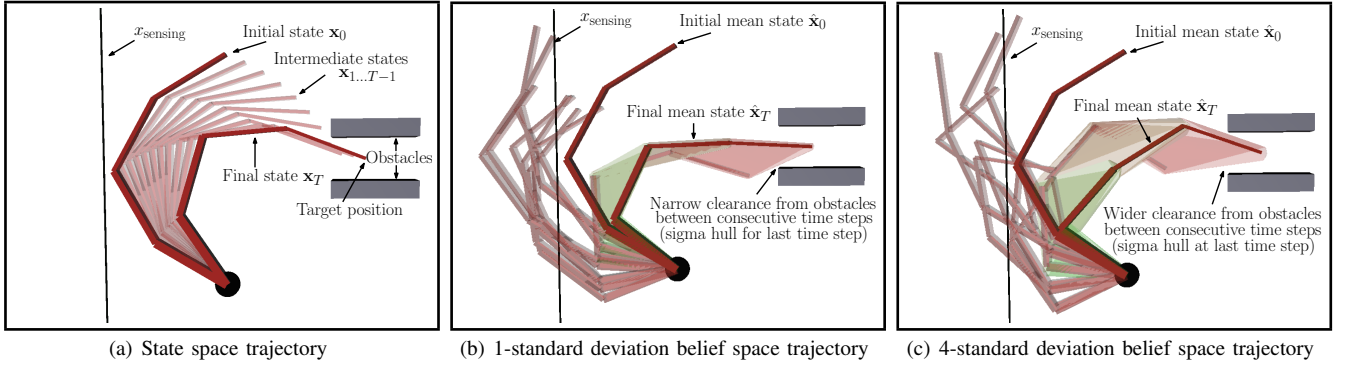 x_sensing
Initial state x_0
Intermediate states
x_1...T−1
Obstacles
Final state x_T
Target position
(a) State space trajectory
x_sensing
Initial mean state x̂_0
Final mean state x̂_T
Narrow clearance from obstacles
between consecutive time steps
(sigma hull for last time step)
(b) 1-standard deviation belief space trajectory
x_sensing
Initial mean state x̂_0
Final mean state x̂_T
Wider clearance from obstacles
between consecutive time steps
(sigma hull at last time step)
(c) 4-standard deviation belief space trajectory